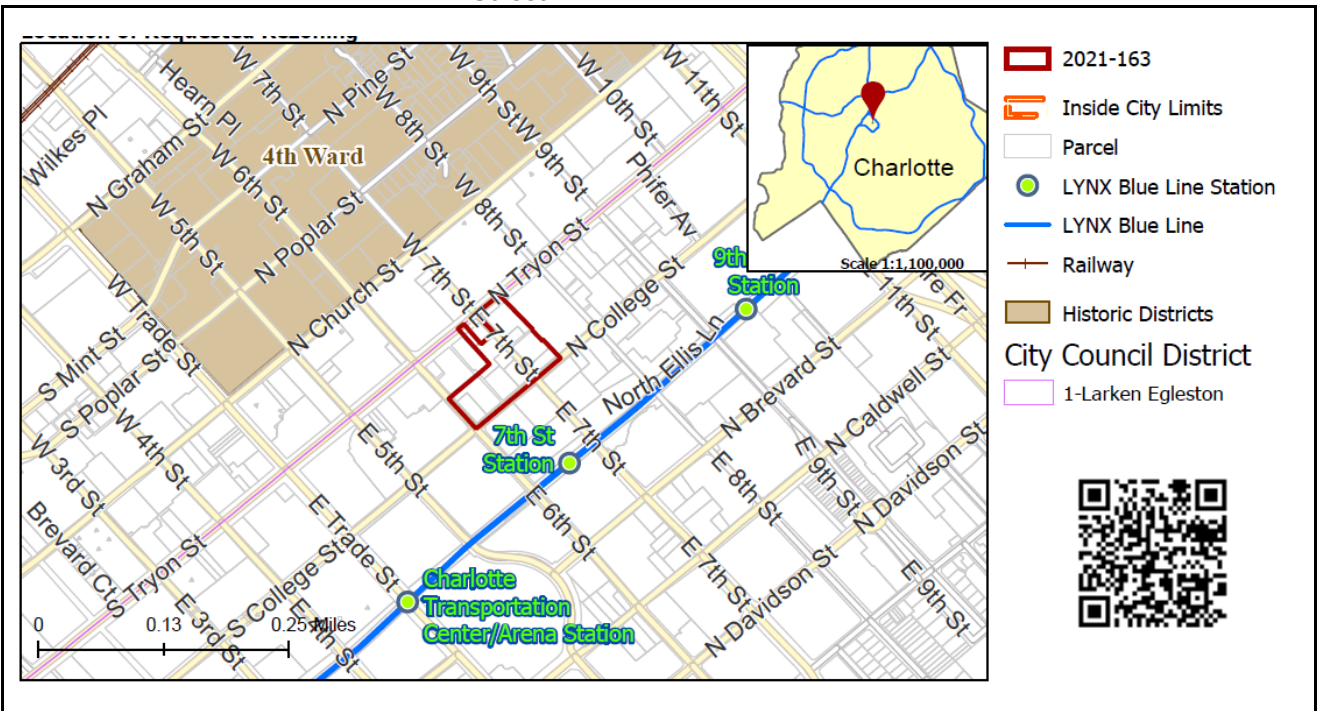 Location of Requested Rezoning
Hearn Pl
W 7th St
N Pine St
W 9th St
W 10th St
W 11th St
Wilkes Pl
N Graham St
W 6th St
4th Ward
W 8th St
W 9th St
Phifer Av
W 5th St
N Poplar St
W 8th St
Charlotte
Scale 1:1,100,000
W Trade St
N Church St
W 7th St
N Tryon St
N College St
9th
Station
11th St
S Mint St
S Poplar St
E 7th St
North Ellis Ln
N Brevard St
N Caldwell St
W 4th St
W 3rd St
E 5th St
7th St
Station
E 7th St
E 8th St
E 9th St
N Davidson St
E 6th St
Brevard Ct
S Tryon St
E Trade St
S College St
E 3rd St
E 4th St
Charlotte
Transportation
Center/Arena Station
E 7th St
N Davidson St
E 9th St
0 0.13 0.25 Miles
2021-163
Inside City Limits
Parcel
LYNX Blue Line Station
LYNX Blue Line
Railway
Historic Districts
City Council District
1-Larken Egleston